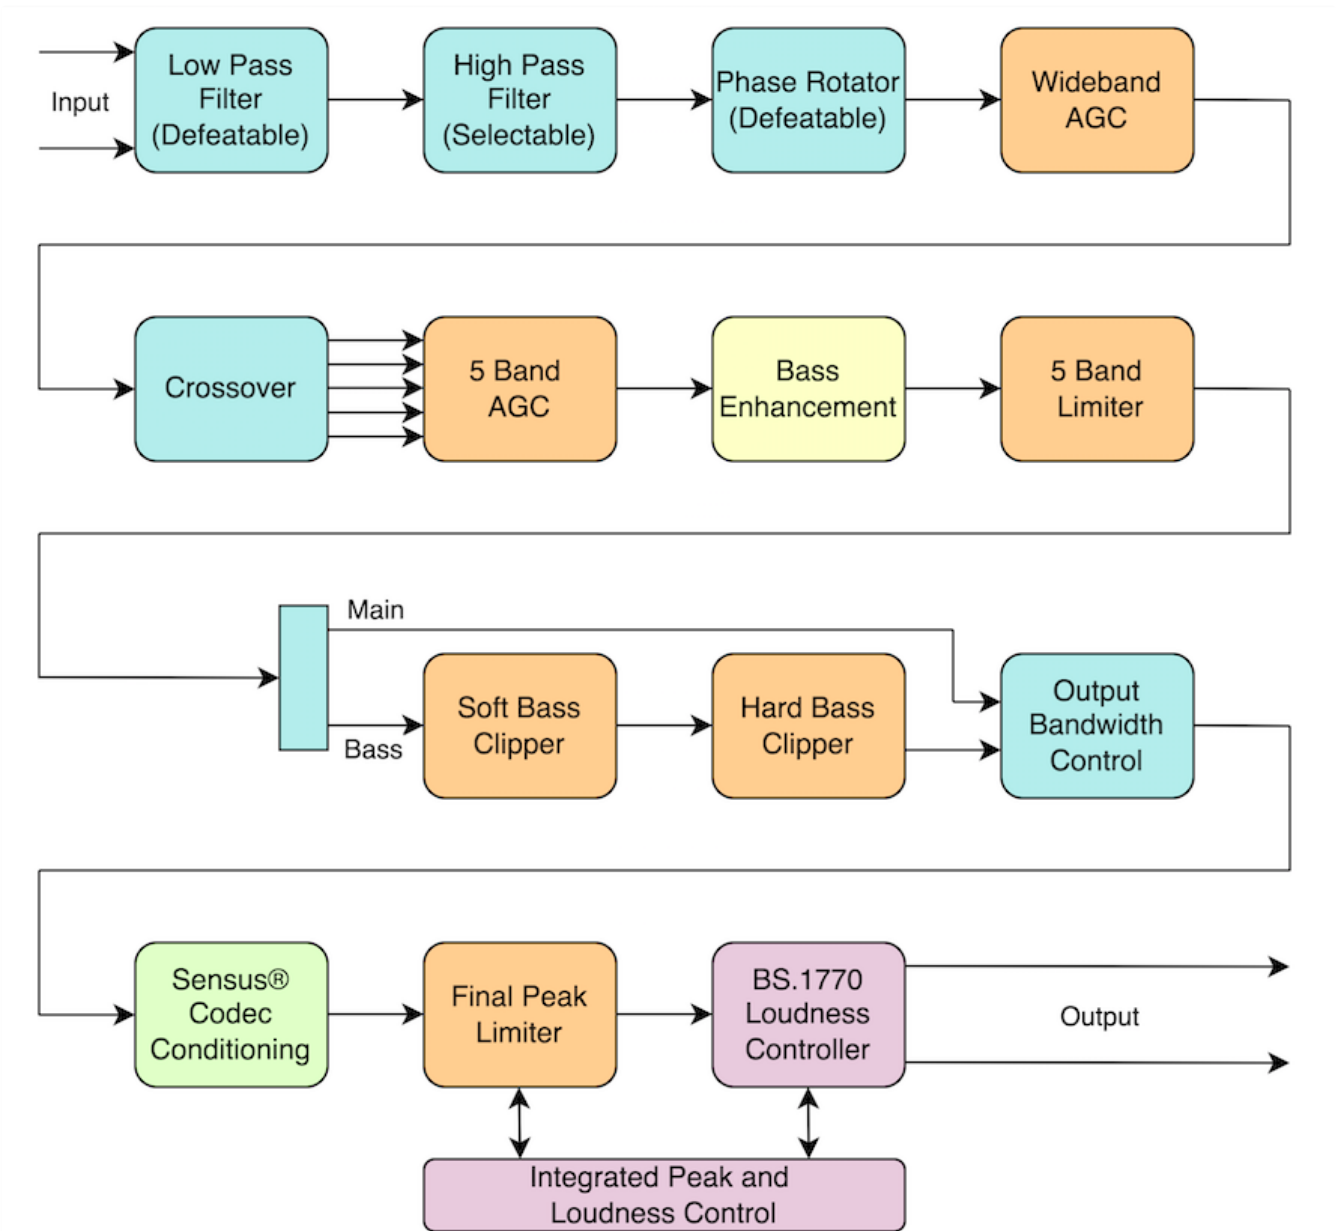 Low Pass
Filter
(Defeatable)
Input
High Pass
Filter
(Selectable)
Phase Rotator
(Defeatable)
Wideband
AGC
Crossover
5 Band
AGC
Bass
Enhancement
5 Band
Limiter
Main
Bass
Soft Bass
Clipper
Hard Bass
Clipper
Output
Bandwidth
Control
Sensus®
Codec
Conditioning
Final Peak
Limiter
BS.1770
Loudness
Controller
Output
Integrated Peak and
Loudness Control